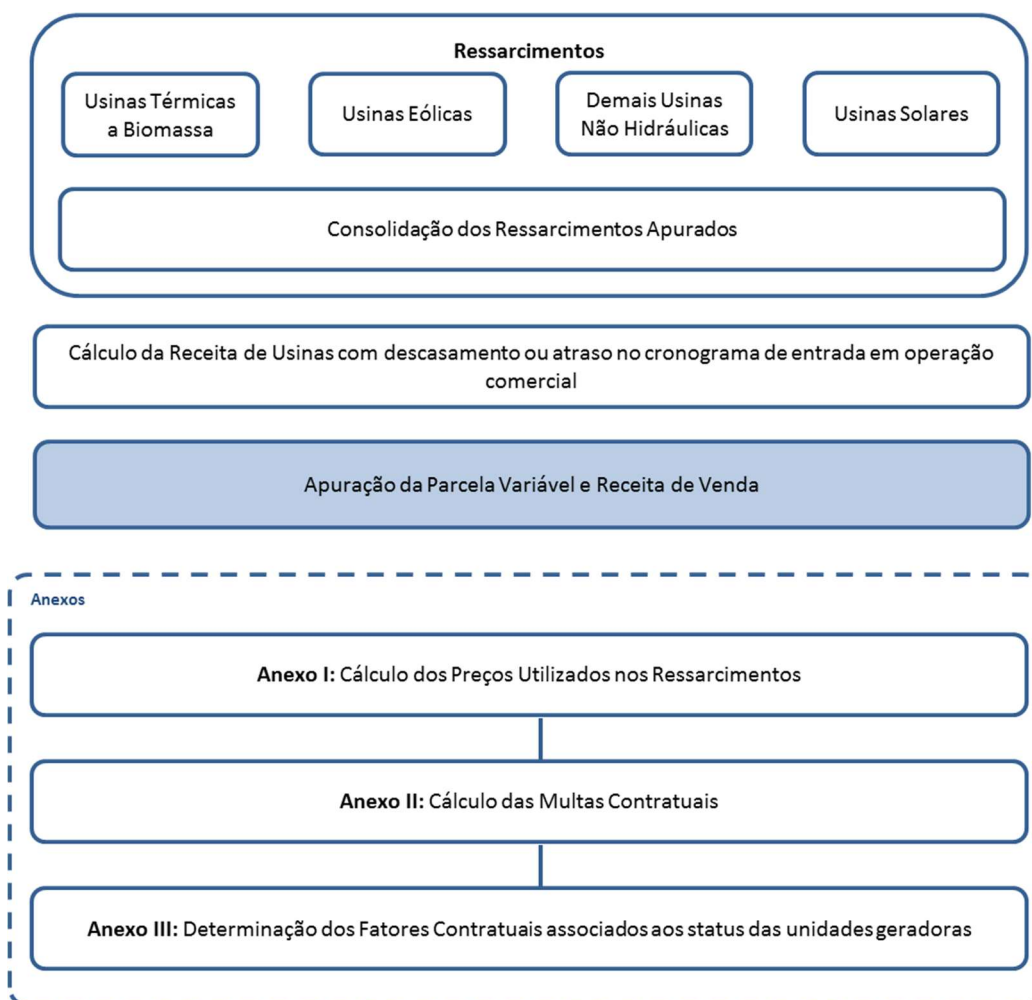 Ressarcimentos
Usinas Térmicas
a Biomassa
Usinas Eólicas
Demais Usinas
Não Hidráulicas
Usinas Solares
Consolidação dos Ressarcimentos Apurados
Cálculo da Receita de Usinas com descasamento ou atraso no cronograma de entrada em operação
comercial
Apuração da Parcela Variável e Receita de Venda
Anexos
Anexo I: Cálculo dos Preços Utilizados nos Ressarcimentos
Anexo II: Cálculo das Multas Contratuais
Anexo III: Determinação dos Fatores Contratuais associados aos status das unidades geradoras